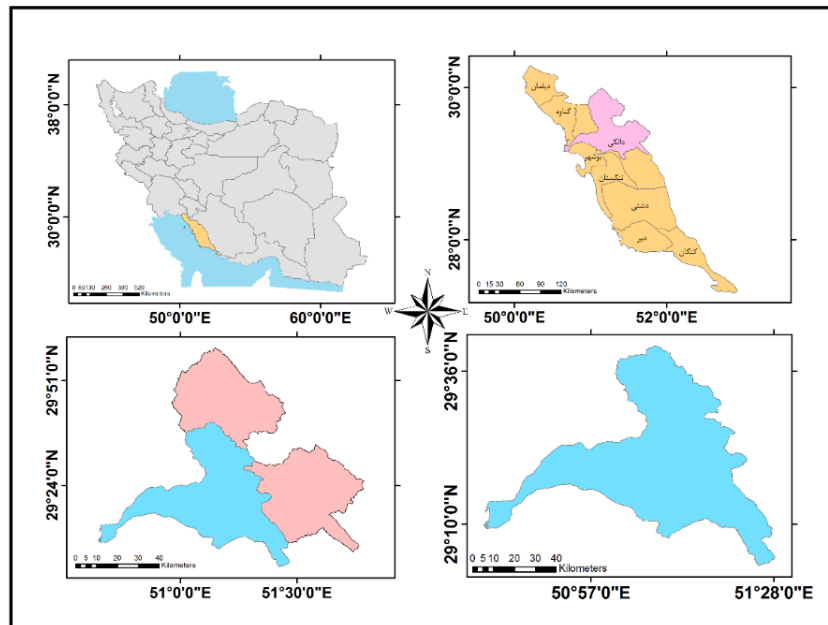 38°0'0"N
30°0'0"N
0 65130 260 390 520
Kilometers
50°0'0"E 60°0'0"E
دیلمان
گناوه
دالکی
بوشهر
تنگستان
دشتی
دیر
کنگان
30°0'0"N
28°0'0"N
0 15 30 60 90 120
Kilometers
50°0'0"E 52°0'0"E
N
W E
S
29°51'0"N
29°24'0"N
0 5 10 20 30 40
Kilometers
51°0'0"E 51°30'0"E
29°36'0"N
29°10'0"N
0 5 10 20 30 40
Kilometers
50°57'0"E 51°28'0"E